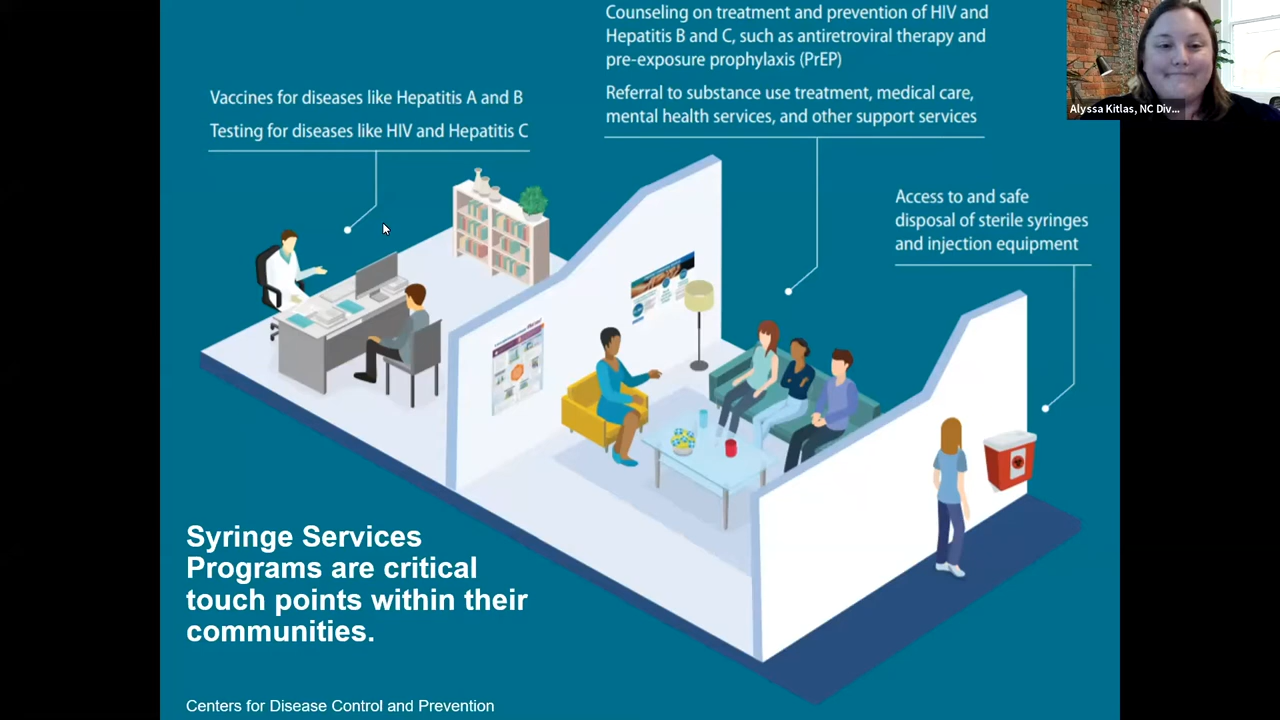 Counseling on treatment and prevention of HIV and
Hepatitis B and C, such as antiretroviral therapy and
pre-exposure prophylaxis (PrEP)
Referral to substance use treatment, medical care,
mental health services, and other support services
Vaccines for diseases like Hepatitis A and B
Testing for diseases like HIV and Hepatitis C
Access to and safe
disposal of sterile syringes
and injection equipment
Syringe Services
Programs are critical
touch points within their
communities.
Centers for Disease Control and Prevention
Alyssa Kitlas, NC Div...